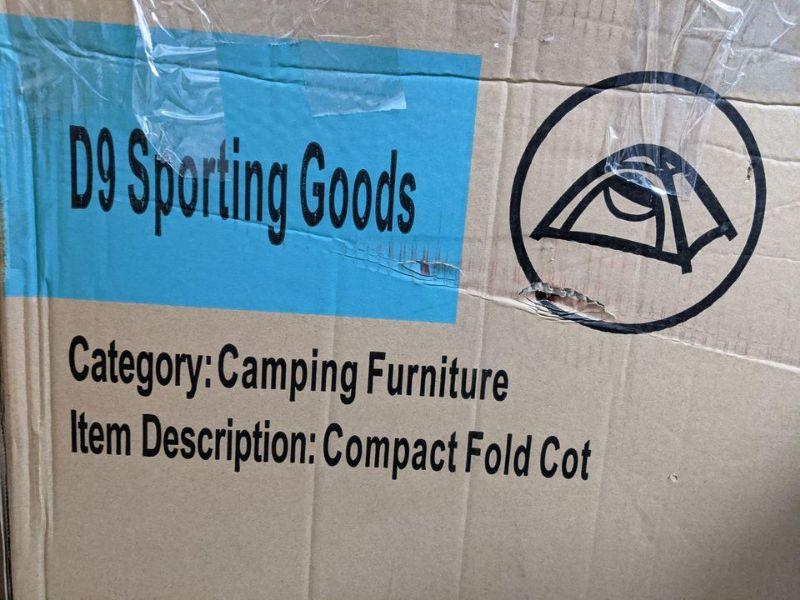 D9 Sporting Goods
Category: Camping Furniture
Item Description: Compact Fold Cot